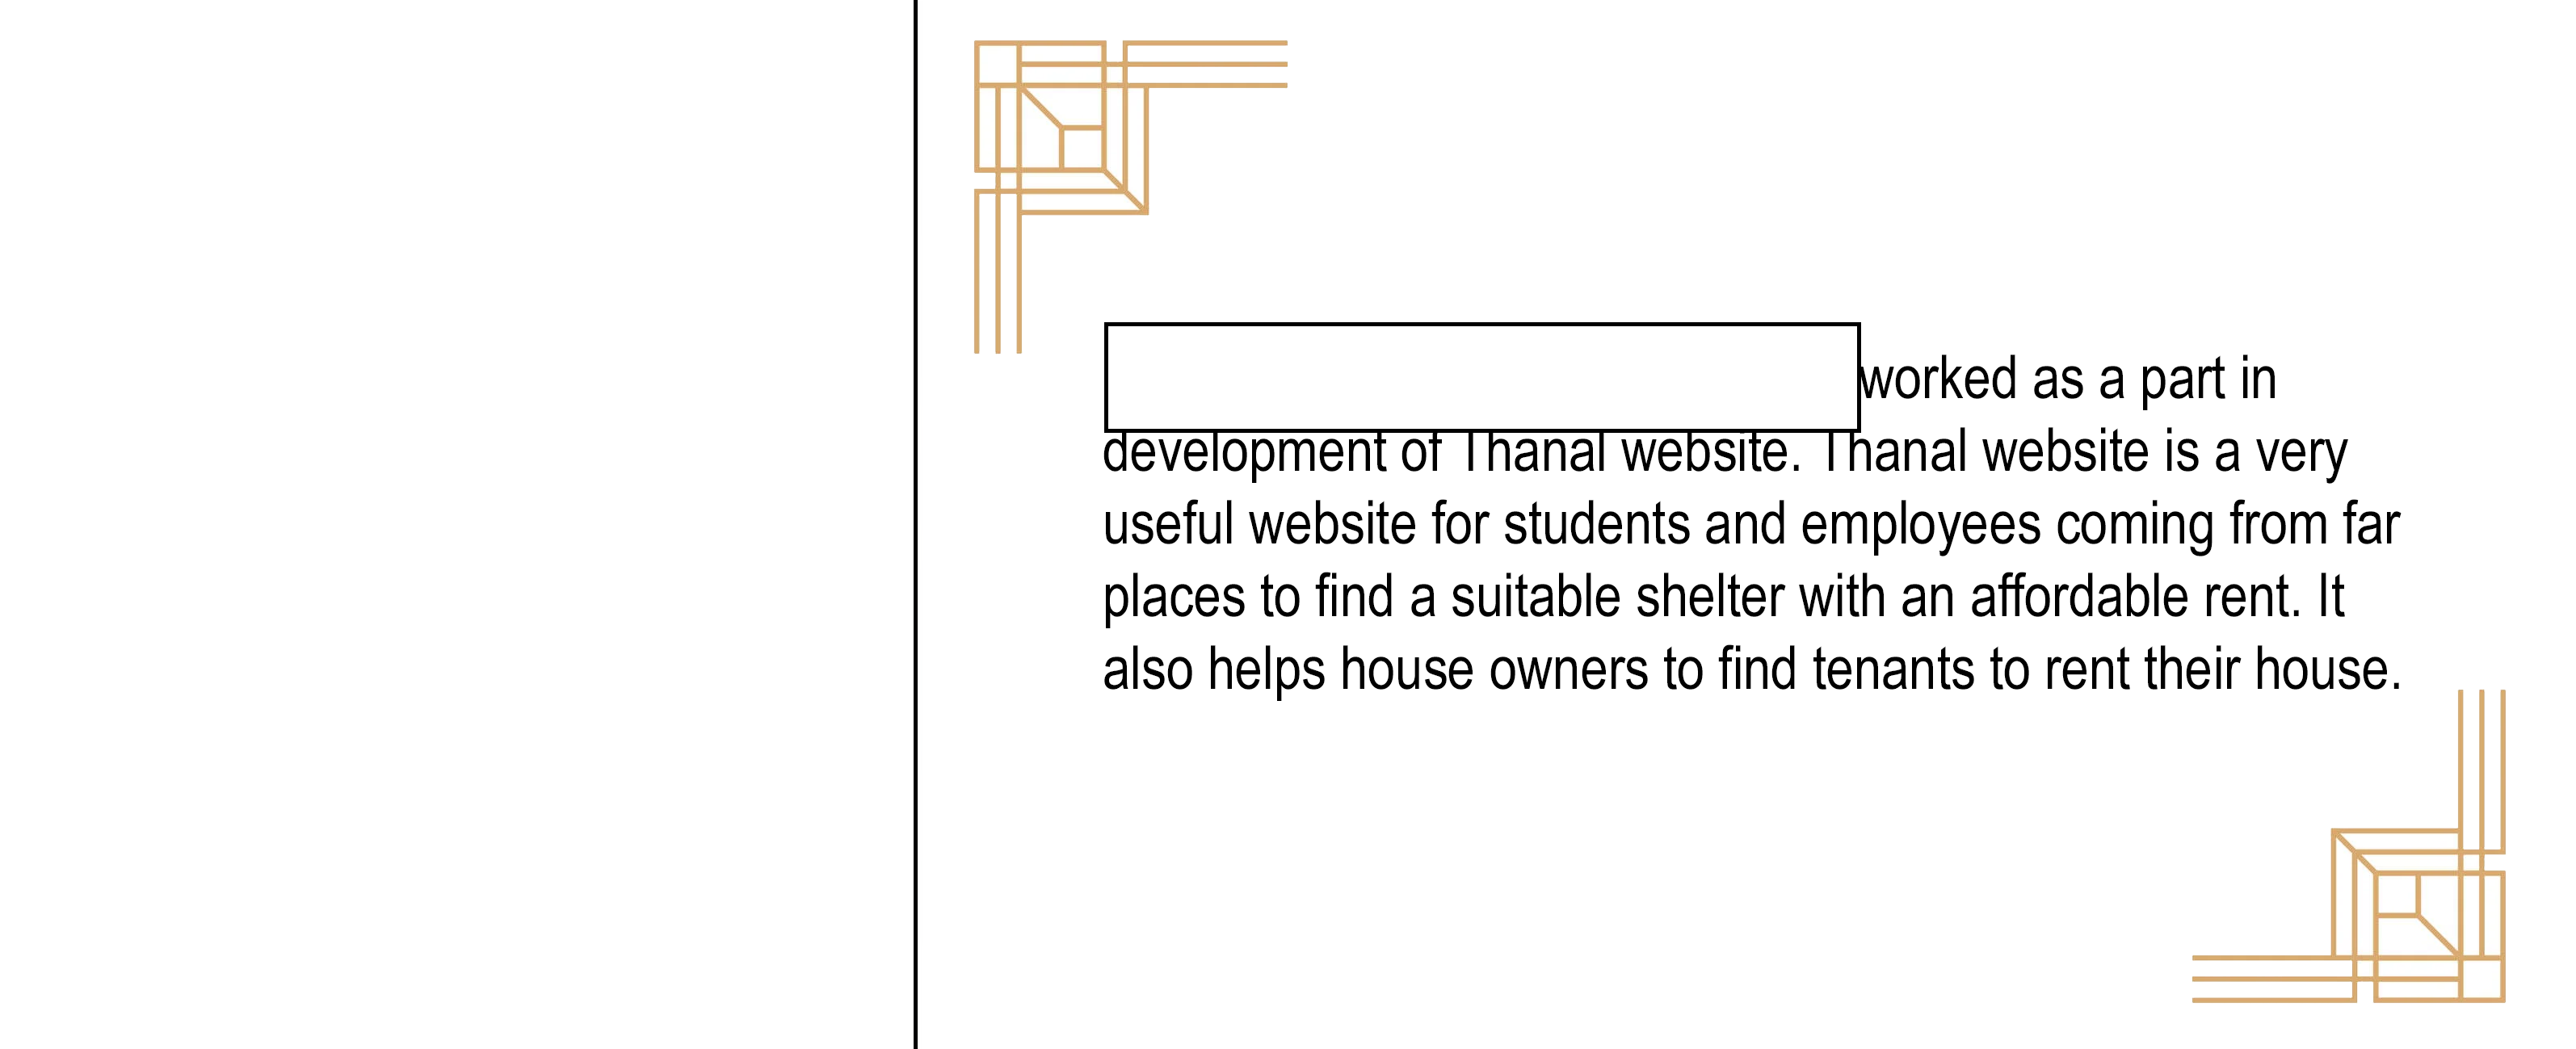 worked as a part in
development of Thanal website. Thanal website is a very
useful website for students and employees coming from far
places to find a suitable shelter with an affordable rent. It
also helps house owners to find tenants to rent their house.